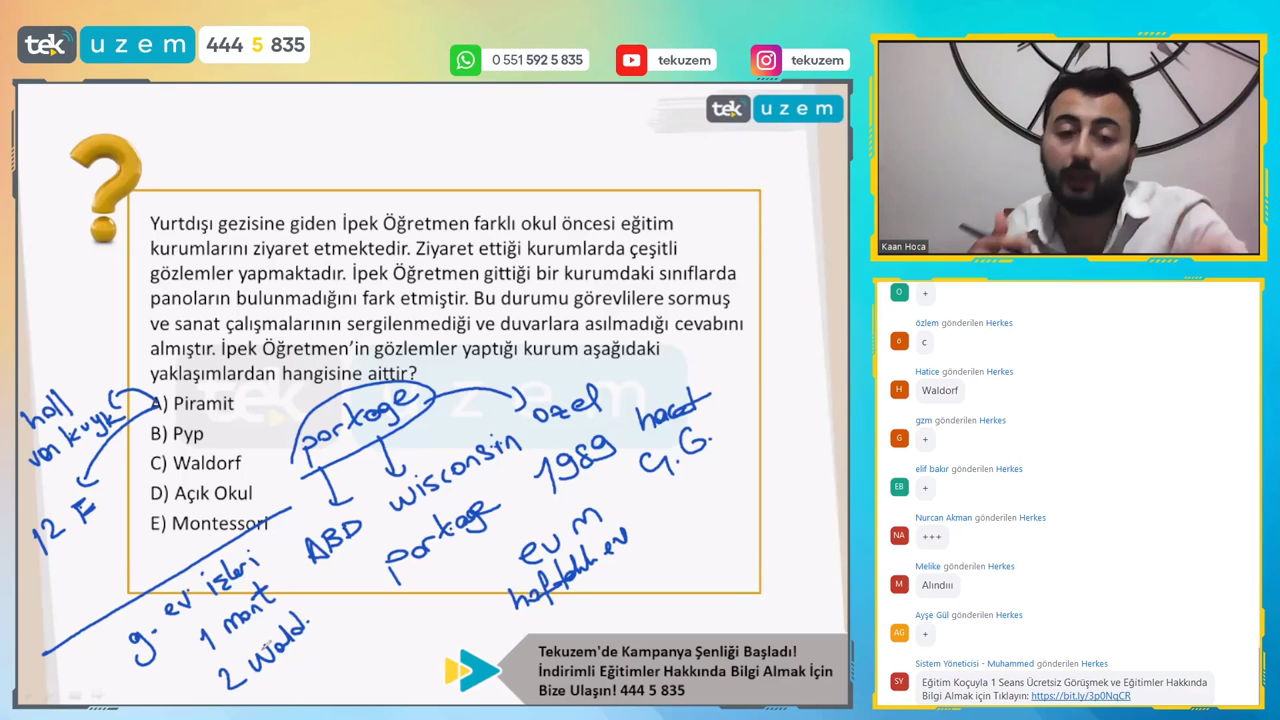 tek uzem 444 5 835
0 551 592 5 835
tekuzem
tekuzem
tek uzem
Yurtdışı gezisine giden İpek Öğretmen farklı okul öncesi eğitim
kurumlarını ziyaret etmektedir. Ziyaret ettiği kurumlarda çeşitli
gözlemler yapmaktadır. İpek Öğretmen gittiği bir kurumdaki sınıflarda
panoların bulunmadığını fark etmiştir. Bu durumu görevlilere sormuş
ve sanat çalışmalarının sergilenmediği ve duvarlara asılmadığı cevabını
almıştır. İpek Öğretmen'in gözlemler yaptığı kurum aşağıdaki
yaklaşımlardan hangisine aittir?
A) Piramit
B) Pyp
C) Waldorf
D) Açık Okul
E) Montessori
portage
özel
1989
G.G.
12 F
ABD
wisconsin
portage
ev
haftalık ev
g- ev işleri
1 mont
2 Wald.
Tekuzem'de Kampanya Şenliği Başladı!
İndirimli Eğitimler Hakkında Bilgi Almak İçin
Bize Ulaşın! 444 5 835
Kaan Hoca
O +
özlem gönderilen Herkes
ö c
Hatice gönderilen Herkes
H Waldorf
gzm gönderilen Herkes
G +
elif bakır gönderilen Herkes
EB +
Nurcan Akman gönderilen Herkes
NA +++
Melike gönderilen Herkes
M Alındııı
Ayşe Gül gönderilen Herkes
AG +
Sistem Yöneticisi - Muhammed gönderilen Herkes
SY Eğitim Koçuyla 1 Seans Ücretsiz Görüşmek ve Eğitimler Hakkında
Bilgi Almak için Tıklayın: https://bit.ly/3p0NqCR